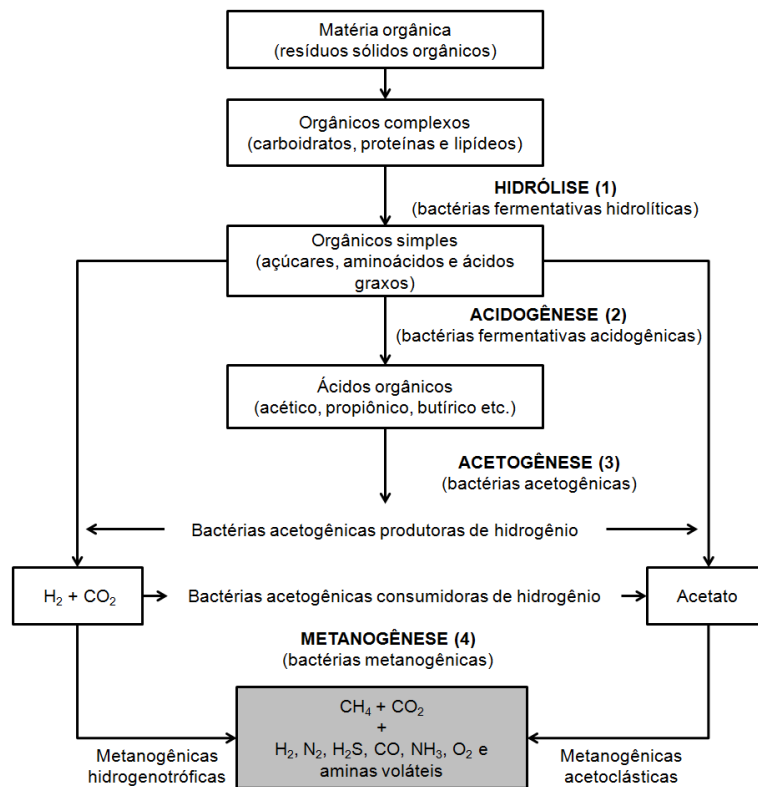 Matéria orgânica
(resíduos sólidos orgânicos)
Orgânicos complexos
(carboidratos, proteínas e lipídeos)
HIDRÓLISE (1)
(bactérias fermentativas hidrolíticas)
Orgânicos simples
(açúcares, aminoácidos e ácidos
graxos)
ACIDOGÊNESE (2)
(bactérias fermentativas acidogênicas)
Ácidos orgânicos
(acético, propiônico, butírico etc.)
ACETOGÊNESE (3)
(bactérias acetogênicas)
Bactérias acetogênicas produtoras de hidrogênio
H₂ + CO₂
Bactérias acetogênicas consumidoras de hidrogênio
Acetato
METANOGÊNESE (4)
(bactérias metanogênicas)
CH₄ + CO₂
+
H₂, N₂, H₂S, CO, NH₃, O₂ e
aminas voláteis
Metanogênicas
hidrogenotróficas
Metanogênicas
acetoclásticas